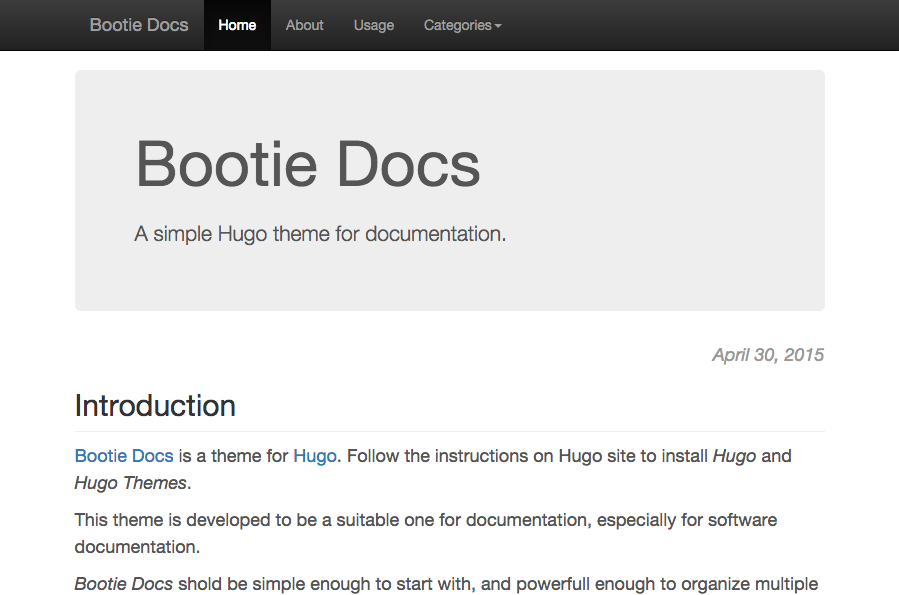 Bootie Docs Home About Usage Categories
Bootie Docs
A simple Hugo theme for documentation.
April 30, 2015
Introduction
Bootie Docs is a theme for Hugo. Follow the instructions on Hugo site to install Hugo and
Hugo Themes.
This theme is developed to be a suitable one for documentation, especially for software
documentation.
Bootie Docs shold be simple enough to start with, and powerfull enough to organize multiple